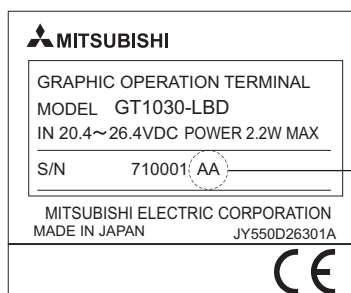 MITSUBISHI
GRAPHIC OPERATION TERMINAL
MODEL GT1030-LBD
IN 20.4~26.4VDC POWER 2.2W MAX
S/N 710001 AA
MITSUBISHI ELECTRIC CORPORATION
MADE IN JAPAN JY550D26301A
CE